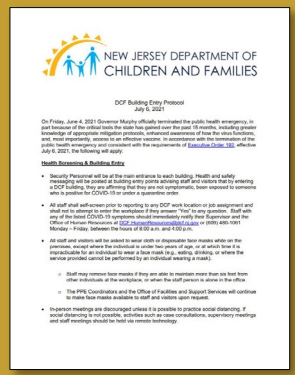 NEW JERSEY DEPARTMENT OF
CHILDREN AND FAMILIES
DCF Building Entry Protocol
July 6, 2021
On Friday, June 4, 2021 Governor Murphy officially terminated the public health emergency, in
part because of the critical tools the state has gained over the past 15 months, including greater
knowledge of appropriate mitigation protocols, enhanced awareness of how the virus functions,
and, most importantly, access to an effective vaccine. In accordance with the termination of the
public health emergency and consistent with the requirements of Executive Order 192, effective
July 6, 2021, the following will apply:
Health Screening & Building Entry
• Security Personnel will be at the main entrance to each building. Health and safety
messaging will be posted at building entry points advising staff and visitors that by entering
a DCF building, they are affirming that they are not symptomatic, been exposed to someone
who is positive for COVID-19 or under a quarantine order.
• All staff shall self-screen prior to reporting to any DCF work location or job assignment and
shall not to attempt to enter the workplace if they answer “Yes” to any question. Staff with
any of the listed COVID-19 symptoms should immediately notify their Supervisor and the
Office of Human Resources at or (609)
Monday – Friday, between the hours of 8:00 a.m. and 4:00 p.m.
• All staff and visitors will be asked to wear cloth or disposable face masks while on the
premises, except where the individual is under two years of age, or at which time it is
impracticable for an individual to wear a face mask (e.g., eating, drinking, or where the
service provided cannot be performed by an individual wearing a mask).
o Staff may remove face masks if they are able to maintain more than six feet from
other individuals at the workplace, or when the staff person is alone in the office.
o The PPE Coordinators and the Office of Facilities and Support Services will continue
to make face masks available to staff and visitors upon request.
• In-person meetings are discouraged unless it is possible to practice social distancing. If
social distancing is not possible, activities such as case consultations, supervisory meetings
and staff meetings should be held via remote technology.